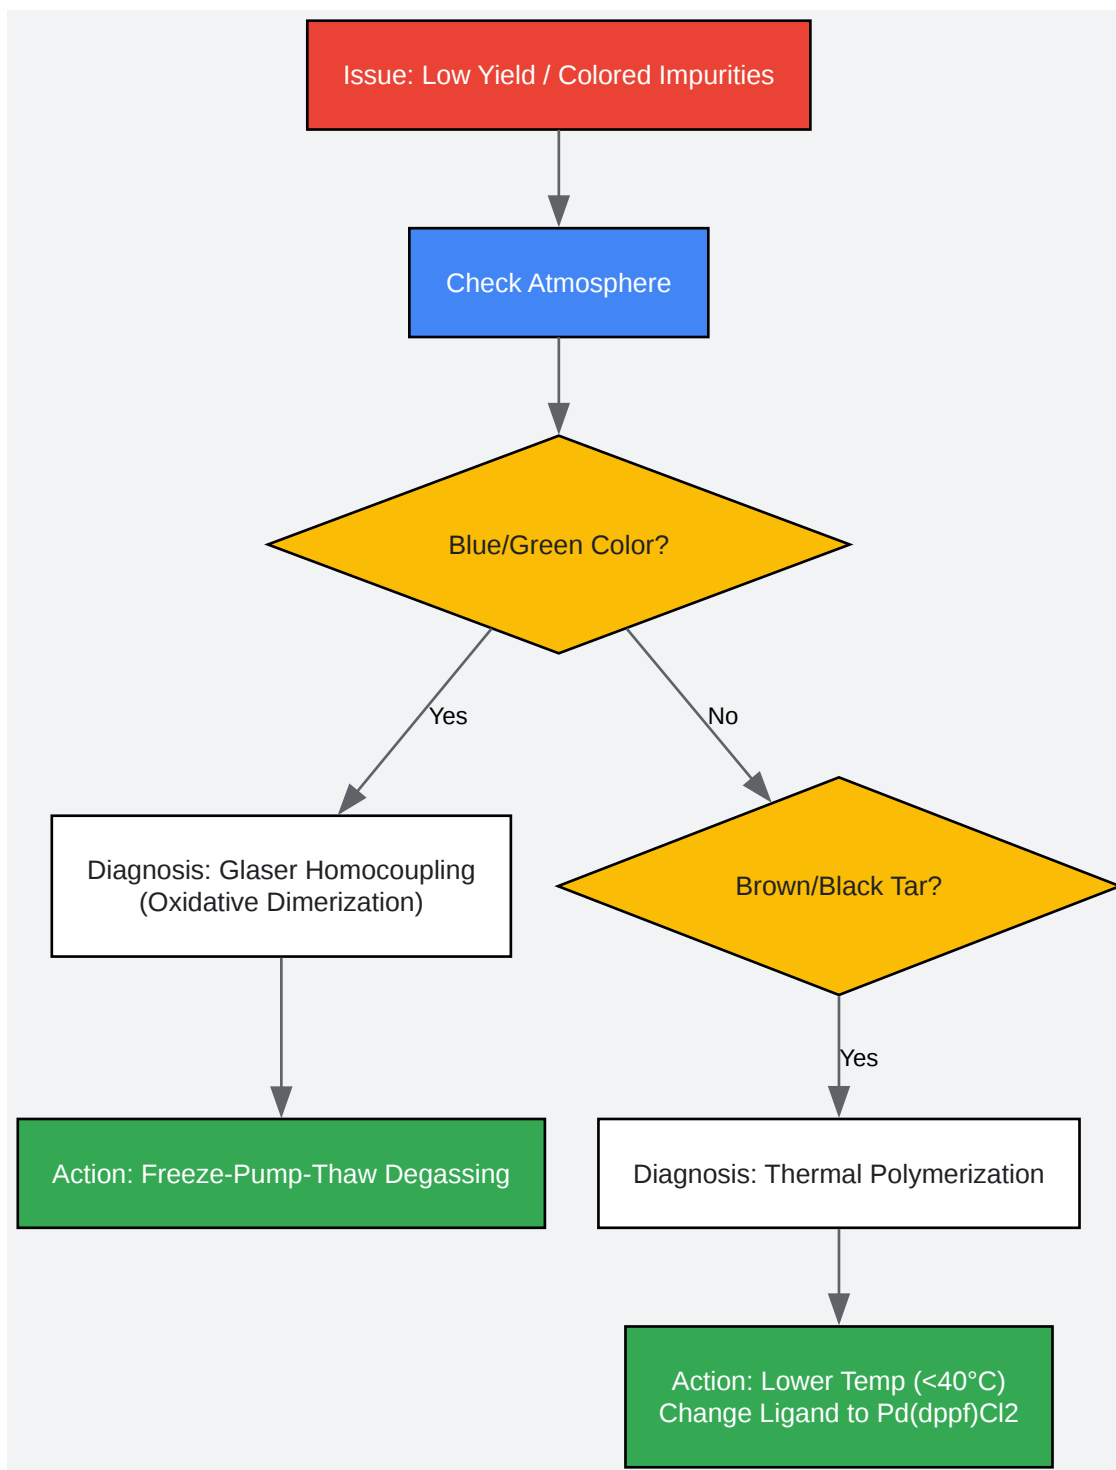 Issue: Low Yield / Colored Impurities
Check Atmosphere
Blue/Green Color?
Yes
No
Diagnosis: Glaser Homocoupling
(Oxidative Dimerization)
Brown/Black Tar?
Yes
Action: Freeze-Pump-Thaw Degassing
Diagnosis: Thermal Polymerization
Action: Lower Temp (<40°C)
Change Ligand to Pd(dppf)Cl2